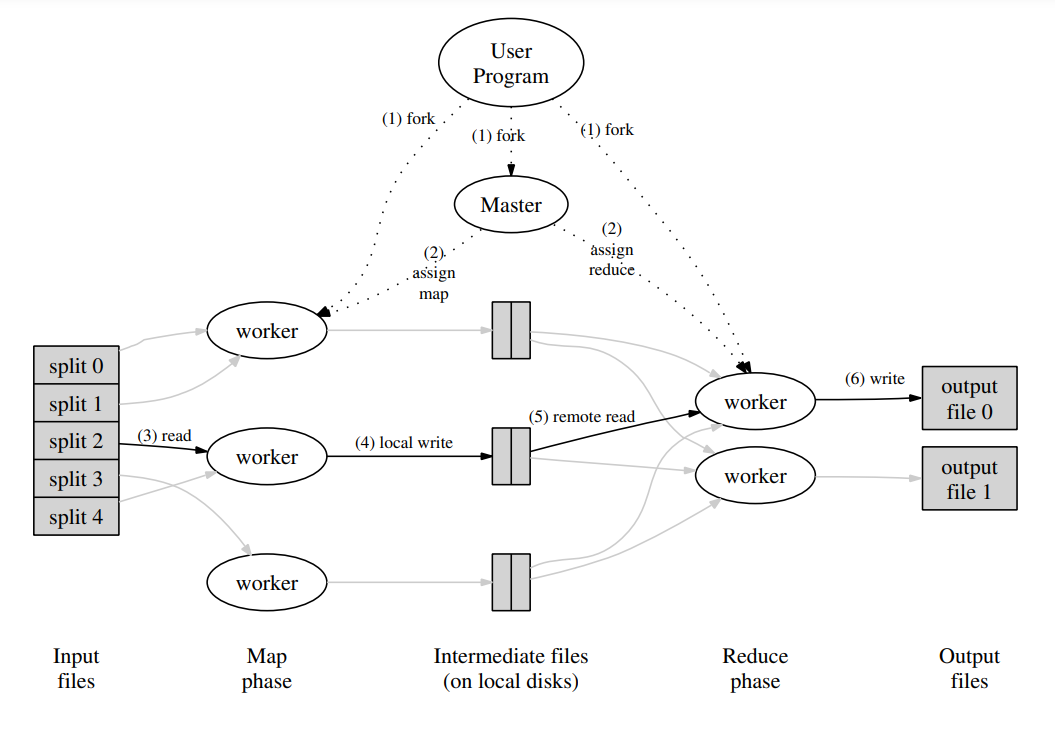 User
Program
(1) fork
(1) fork
(1) fork
Master
(2)
assign
map
(2)
assign
reduce
worker
split 0
split 1
split 2
split 3
split 4
(3) read
worker
(4) local write
(5) remote read
worker
(6) write
output
file 0
worker
output
file 1
worker
Input
files
Map
phase
Intermediate files
(on local disks)
Reduce
phase
Output
files